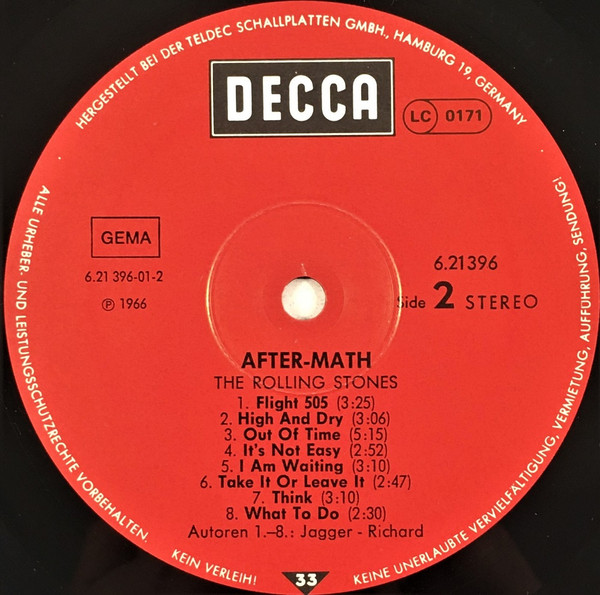 HERGESTELLT BEI DER TELDEC SCHALLPLATTEN GMBH., HAMBURG 19, GERMANY
DECCA
LC 0171
GEMA
6.21 396-01-2
℗ 1966
6.21396
Side 2 STEREO
AFTER-MATH
THE ROLLING STONES
1. Flight 505 (3:25)
2. High And Dry (3:06)
3. Out Of Time (5:15)
4. It's Not Easy (2:52)
5. I Am Waiting (3:10)
6. Take It Or Leave It (2:47)
7. Think (3:10)
8. What To Do (2:30)
Autoren 1.–8.: Jagger - Richard
ALLE URHEBER- UND LEISTUNGSSCHUTZRECHTE VORBEHALTEN.
KEIN VERLEIH!
33
KEINE UNERLAUBTE VERVIELFÄLTIGUNG, VERMIETUNG, AUFFÜHRUNG, SENDUNG!